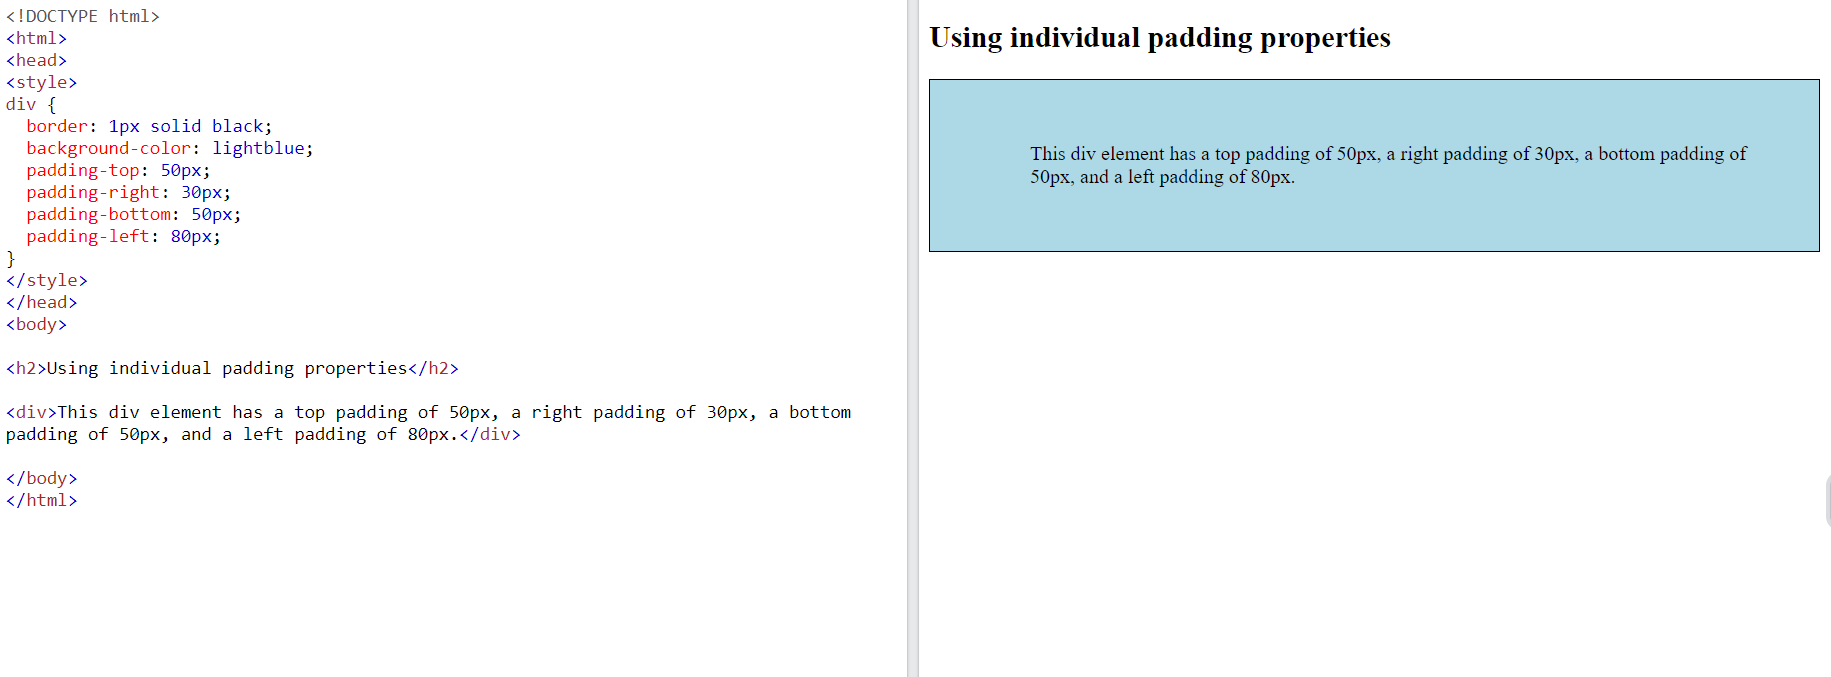 <!DOCTYPE html>
<html>
<head>
<style>
div {
  border: 1px solid black;
  background-color: lightblue;
  padding-top: 50px;
  padding-right: 30px;
  padding-bottom: 50px;
  padding-left: 80px;
}
</style>
</head>
<body>

<h2>Using individual padding properties</h2>

<div>This div element has a top padding of 50px, a right padding of 30px, a bottom
padding of 50px, and a left padding of 80px.</div>

</body>
</html>
Using individual padding properties
This div element has a top padding of 50px, a right padding of 30px, a bottom padding of
50px, and a left padding of 80px.